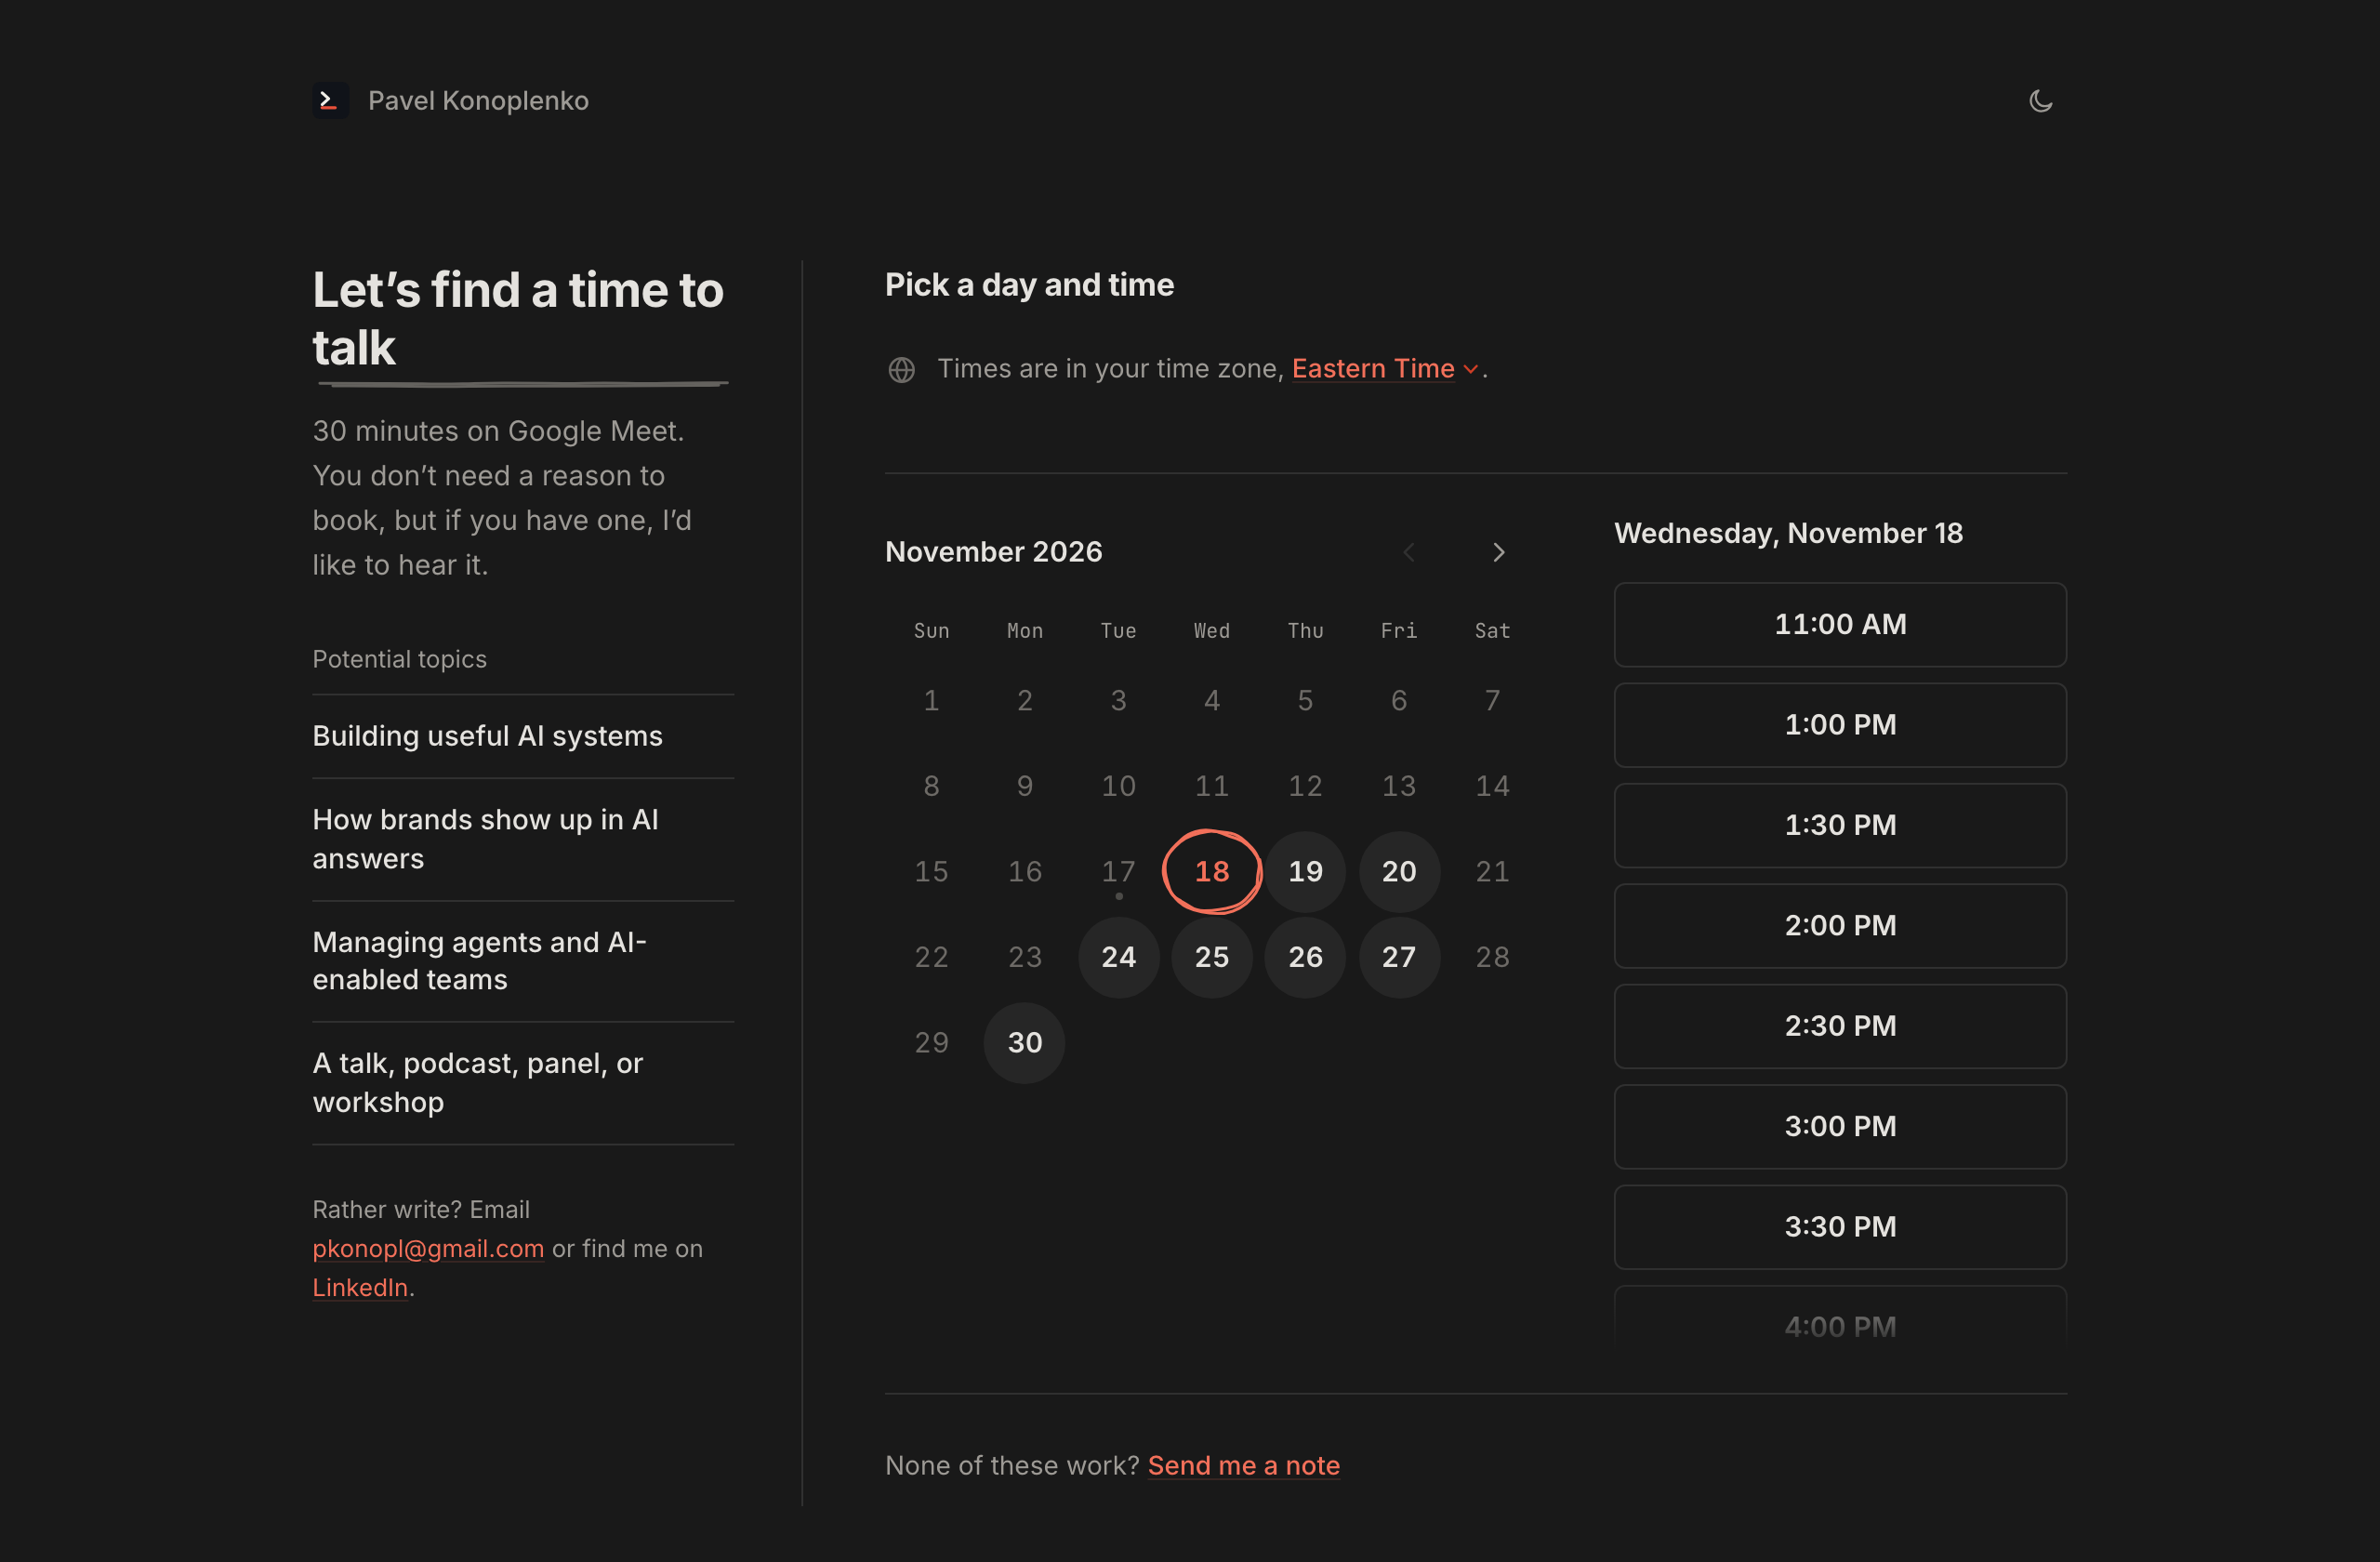 Pavel Konoplenko
Let’s find a time to
talk
30 minutes on Google Meet.
You don’t need a reason to
book, but if you have one, I’d
like to hear it.
Potential topics
Building useful AI systems
How brands show up in AI
answers
Managing agents and AI-
enabled teams
A talk, podcast, panel, or
workshop
Rather write? Email
pkonopl@gmail.com or find me on
LinkedIn.
Pick a day and time
Times are in your time zone, Eastern Time.
November 2026
Sun Mon Tue Wed Thu Fri Sat
1 2 3 4 5 6 7
8 9 10 11 12 13 14
15 16 17 18 19 20 21
22 23 24 25 26 27 28
29 30
Wednesday, November 18
11:00 AM
1:00 PM
1:30 PM
2:00 PM
2:30 PM
3:00 PM
3:30 PM
4:00 PM
None of these work? Send me a note